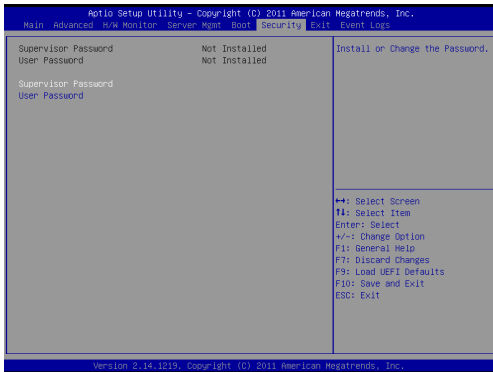 Aptio Setup Utility – Copyright (C) 2011 American Megatrends, Inc.
Main Advanced H/W Monitor Server Mgmt Boot Security Exit Event Logs
Supervisor Password Not Installed
User Password Not Installed
Supervisor Password
User Password
Install or Change the Password.
←→: Select Screen
↑↓: Select Item
Enter: Select
+/-: Change Option
F1: General Help
F7: Discard Changes
F9: Load UEFI Defaults
F10: Save and Exit
ESC: Exit
Version 2.14.1219. Copyright (C) 2011 American Megatrends, Inc.